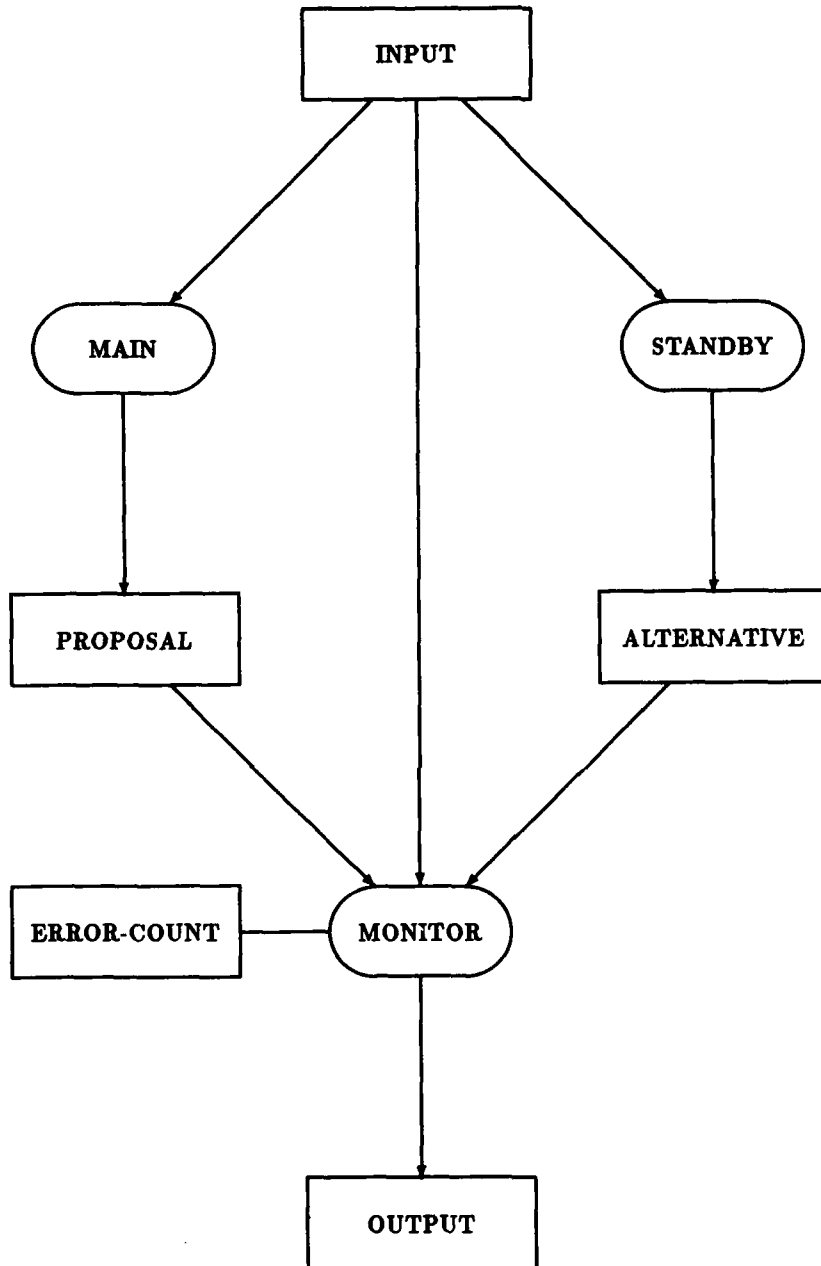 INPUT
MAIN
STANDBY
PROPOSAL
ALTERNATIVE
ERROR-COUNT
MONITOR
OUTPUT